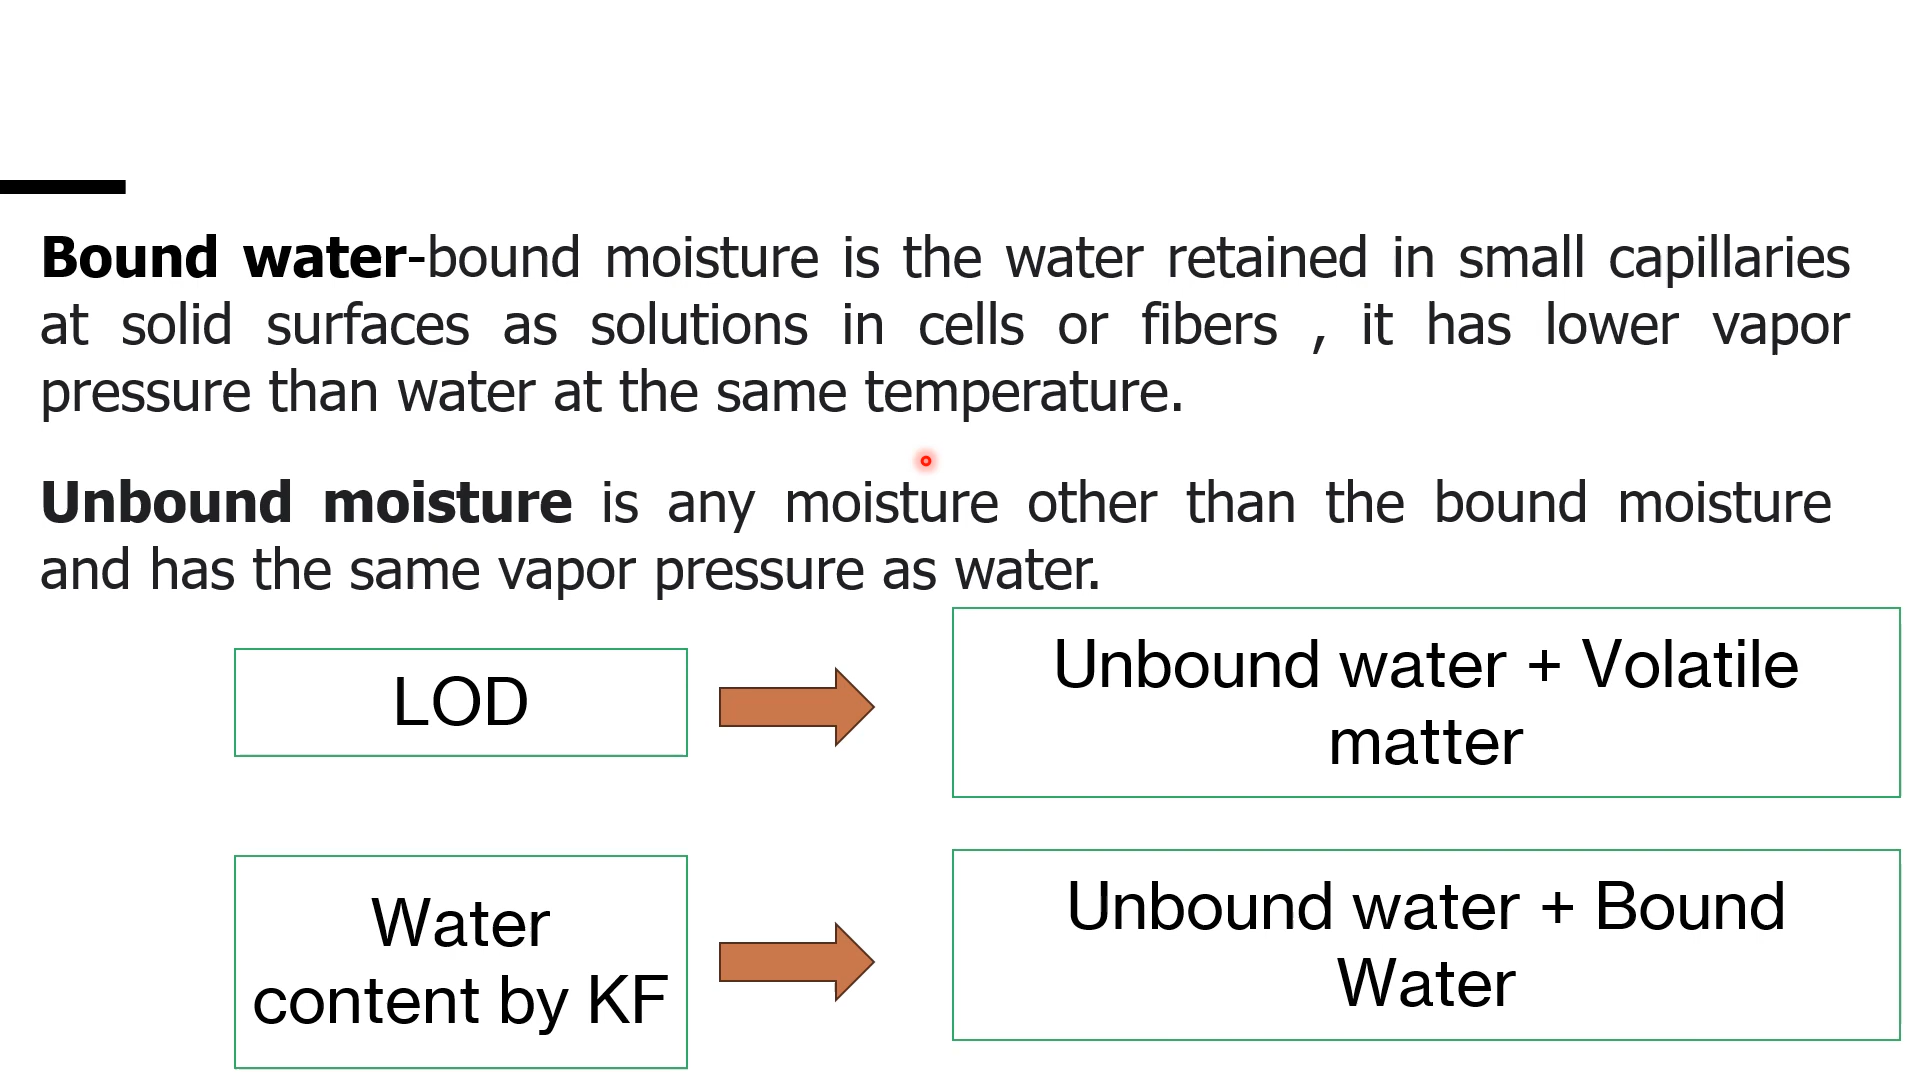 Bound water-bound moisture is the water retained in small capillaries
at solid surfaces as solutions in cells or fibers , it has lower vapor
pressure than water at the same temperature.
Unbound moisture is any moisture other than the bound moisture
and has the same vapor pressure as water.
LOD
Unbound water + Volatile
matter
Water
content by KF
Unbound water + Bound
Water